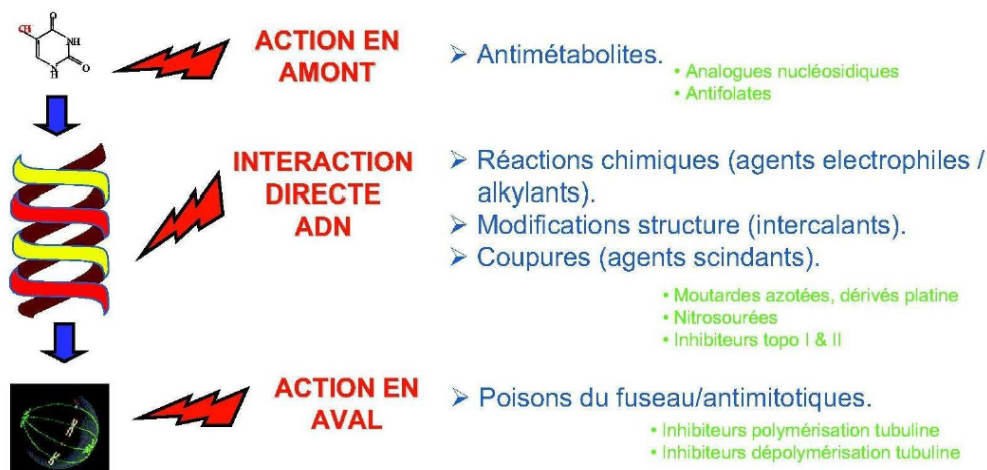 CH₃
O
NH
N
H
O
ACTION EN
AMONT
➢ Antimétabolites.
• Analogues nucléosidiques
• Antifolates
INTERACTION
DIRECTE
ADN
➢ Réactions chimiques (agents electrophiles /
alkylants).
➢ Modifications structure (intercalants).
➢ Coupures (agents scindants).
• Moutardes azotées, dérivés platine
• Nitrosourées
• Inhibiteurs topo I & II
ACTION EN
AVAL
➢ Poisons du fuseau/antimitotiques.
• Inhibiteurs polymérisation tubuline
• Inhibiteurs dépolymérisation tubuline